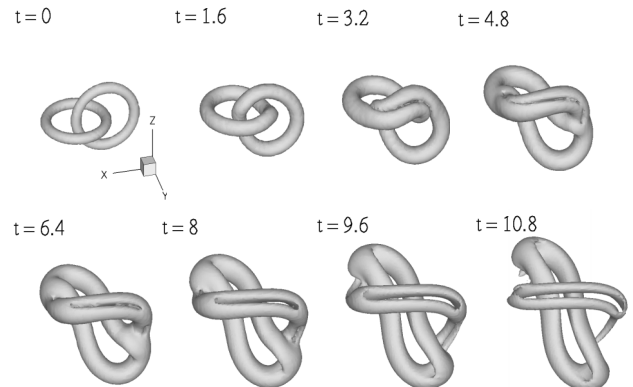 t = 0
t = 1.6
t = 3.2
t = 4.8
Z
X
Y
t = 6.4
t = 8
t = 9.6
t = 10.8